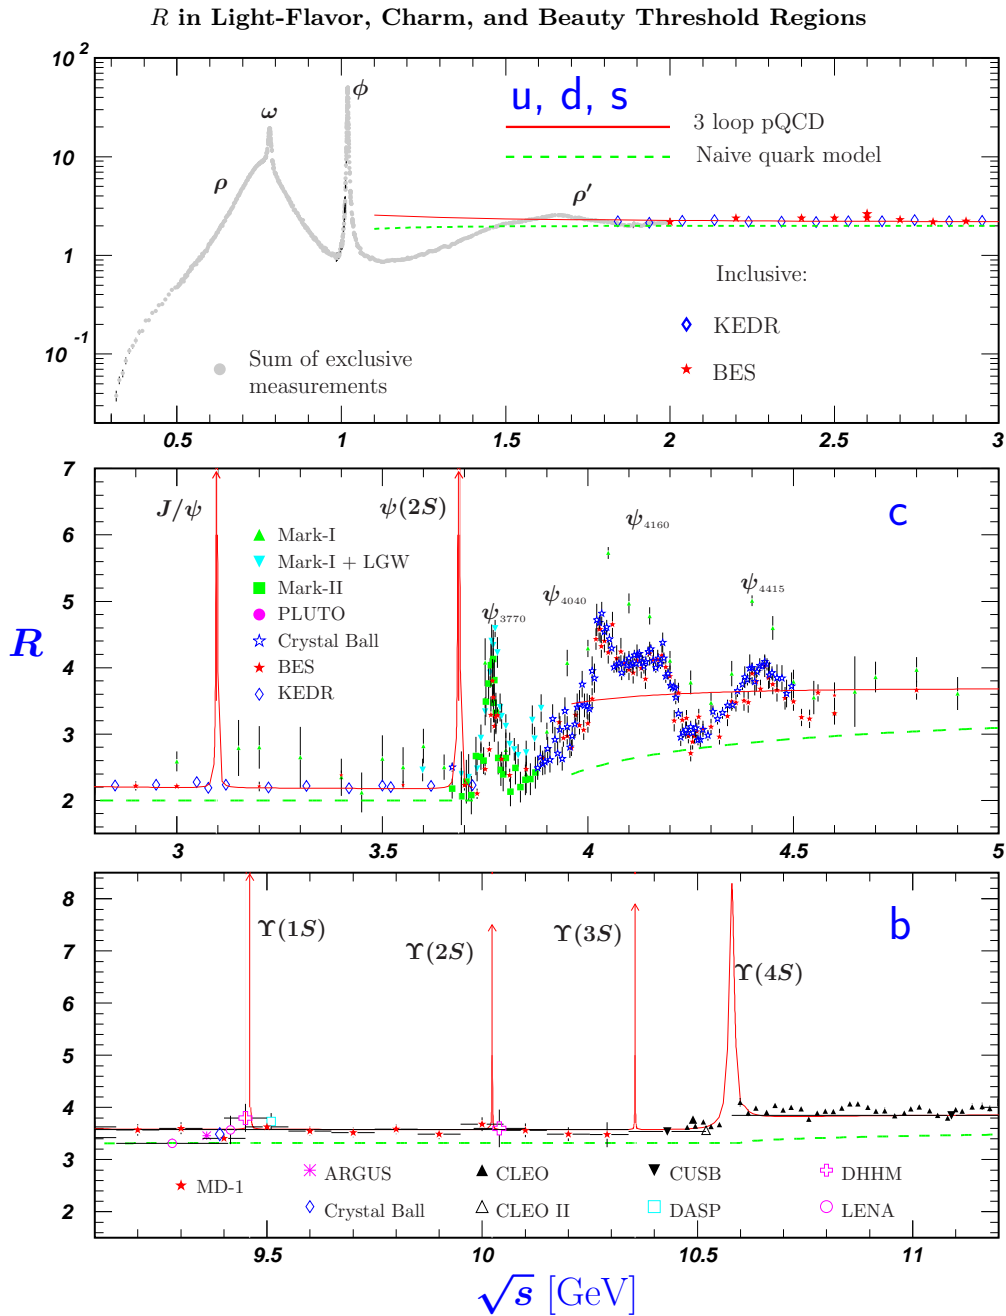 R in Light-Flavor, Charm, and Beauty Threshold Regions
10 2
10
1
10 -1
0.5 1 1.5 2 2.5 3
ρ
ω
ϕ
u, d, s
3 loop pQCD
Naive quark model
ρ′
Inclusive:
KEDR
BES
Sum of exclusive
measurements
7
6
5
4
3
2
3 3.5 4 4.5 5
R
J/ψ
ψ(2S)
ψ4160
c
Mark-I
Mark-I + LGW
Mark-II
PLUTO
Crystal Ball
BES
KEDR
ψ3770
ψ4040
ψ4415
8
7
6
5
4
3
2
9.5 10 10.5 11
Υ(1S)
Υ(2S)
Υ(3S)
Υ(4S)
b
MD-1
ARGUS
CLEO
CUSB
DHHM
Crystal Ball
CLEO II
DASP
LENA
√s [GeV]